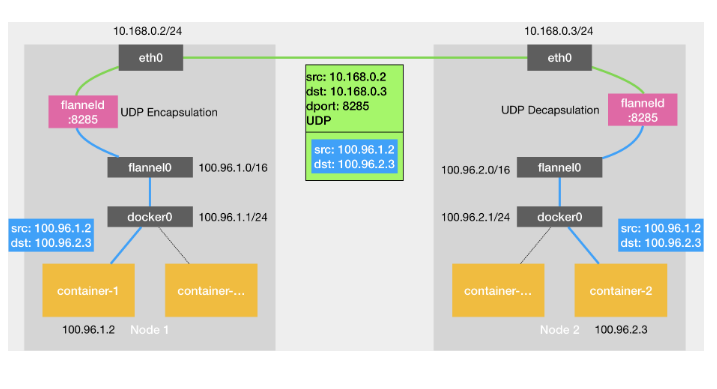 10.168.0.2/24
10.168.0.3/24
eth0
eth0
src: 10.168.0.2
dst: 10.168.0.3
dport: 8285
UDP
src: 100.96.1.2
dst: 100.96.2.3
flanneld
:8285
UDP Encapsulation
UDP Decapsulation
flanneld
:8285
flannel0
100.96.1.0/16
100.96.2.0/16
flannel0
docker0
100.96.1.1/24
100.96.2.1/24
docker0
src: 100.96.1.2
dst: 100.96.2.3
src: 100.96.1.2
dst: 100.96.2.3
container-1
container-...
container-...
container-2
100.96.1.2
Node 1
Node 2
100.96.2.3